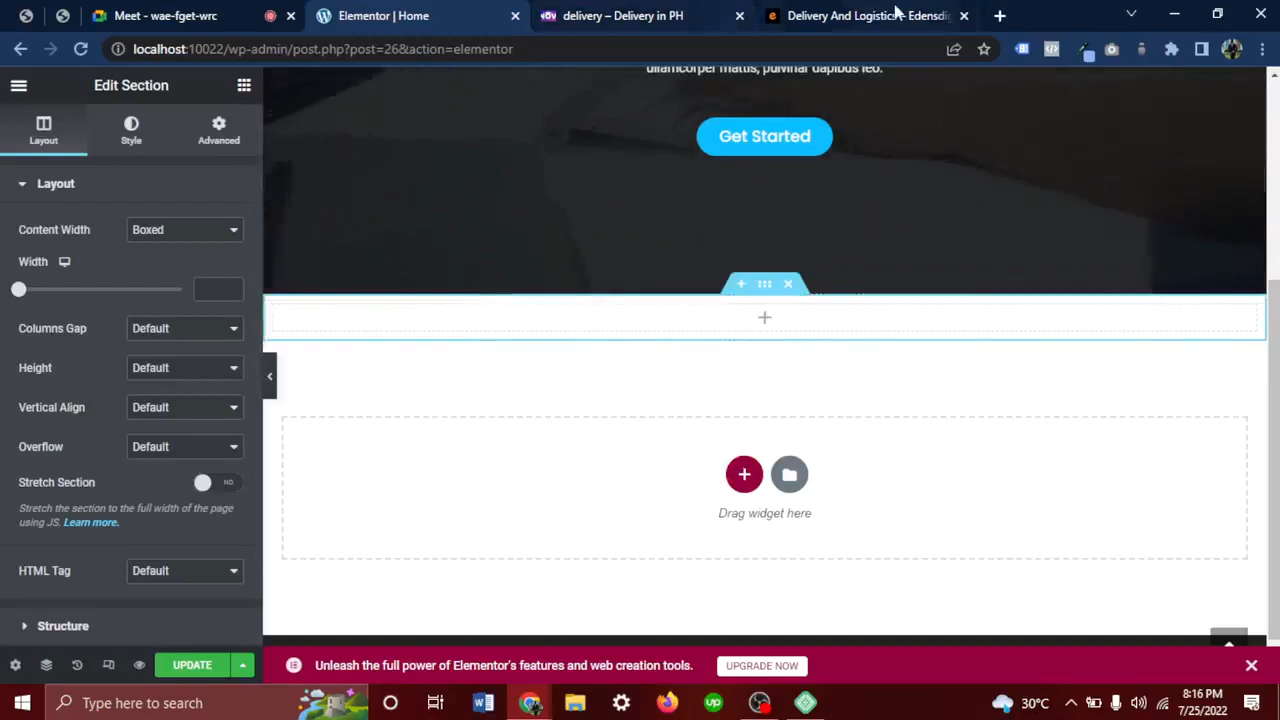 Meet - wae-fget-wrc
Elementor | Home
delivery – Delivery in PH
Delivery And Logistics – Edensdig
localhost:10022/wp-admin/post.php?post=26&action=elementor
Edit Section
ullamcorper mattis, pulvinar dapibus leo.
Layout
Style
Advanced
Get Started
Layout
Content Width
Boxed
Width
Columns Gap
Default
Height
Default
Vertical Align
Default
Overflow
Default
Stretch Section
NO
Stretch the section to the full width of the page
using JS. Learn more.
Drag widget here
HTML Tag
Default
Structure
UPDATE
Unleash the full power of Elementor's features and web creation tools.
UPGRADE NOW
Type here to search
30°C
8:16 PM
7/25/2022